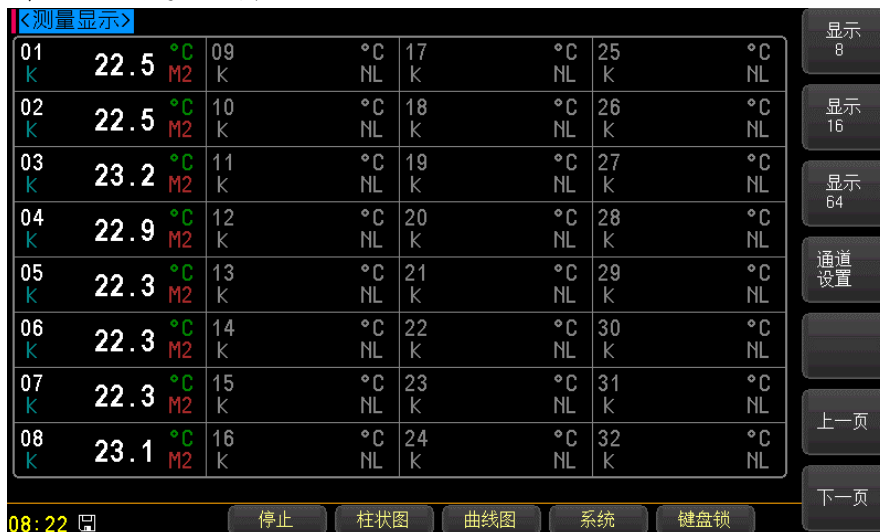 <测量显示>
01 22.5 °C 09 °C 17 °C 25 °C
K M2 K NL K NL K NL
02 22.5 °C 10 °C 18 °C 26 °C
K M2 K NL K NL K NL
03 23.2 °C 11 °C 19 °C 27 °C
K M2 K NL K NL K NL
04 22.9 °C 12 °C 20 °C 28 °C
K M2 K NL K NL K NL
05 22.3 °C 13 °C 21 °C 29 °C
K M2 K NL K NL K NL
06 22.3 °C 14 °C 22 °C 30 °C
K M2 K NL K NL K NL
07 22.3 °C 15 °C 23 °C 31 °C
K M2 K NL K NL K NL
08 23.1 °C 16 °C 24 °C 32 °C
K M2 K NL K NL K NL
显示
8
显示
16
显示
64
通道
设置
上一页
下一页
08:22 停止 柱状图 曲线图 系统 键盘锁